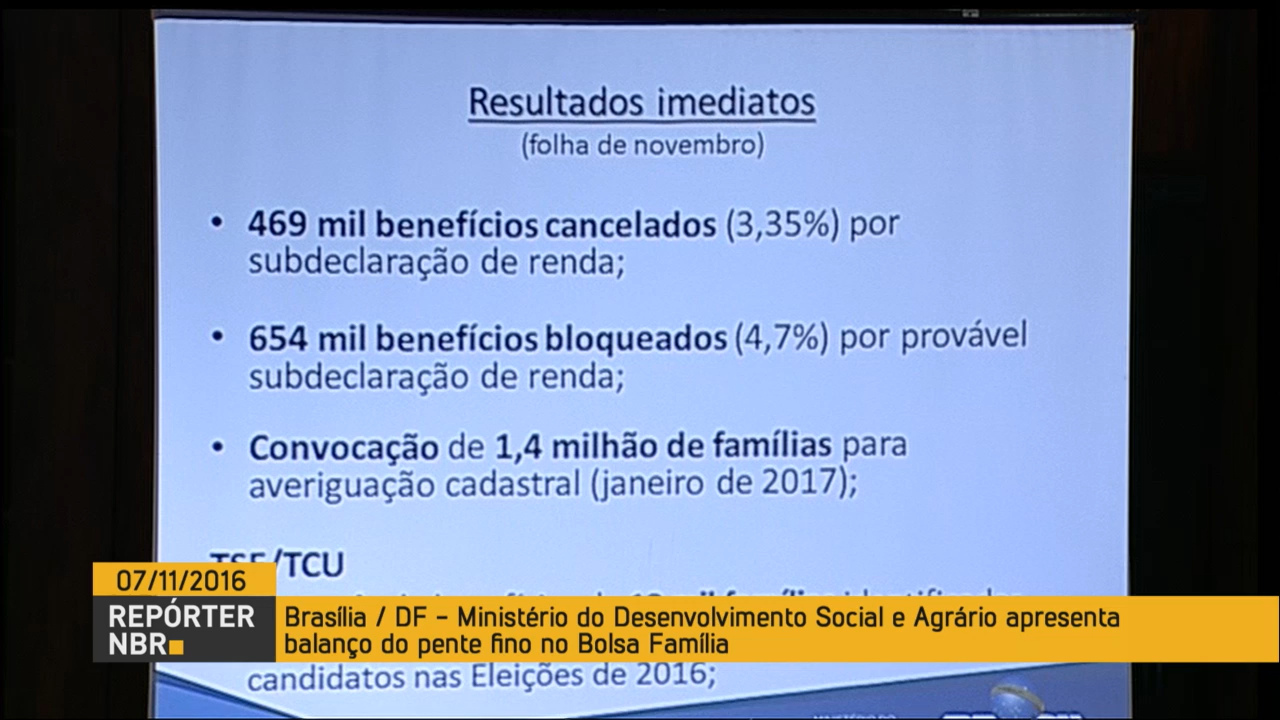 Resultados imediatos
(folha de novembro)
• 469 mil benefícios cancelados (3,35%) por
subdeclaração de renda;
• 654 mil benefícios bloqueados (4,7%) por provável
subdeclaração de renda;
• Convocação de 1,4 milhão de famílias para
averiguação cadastral (janeiro de 2017);
TSE/TCU
07/11/2016
REPÓRTER
NBR
Brasília / DF - Ministério do Desenvolvimento Social e Agrário apresenta
balanço do pente fino no Bolsa Família
candidatos nas Eleições de 2016;